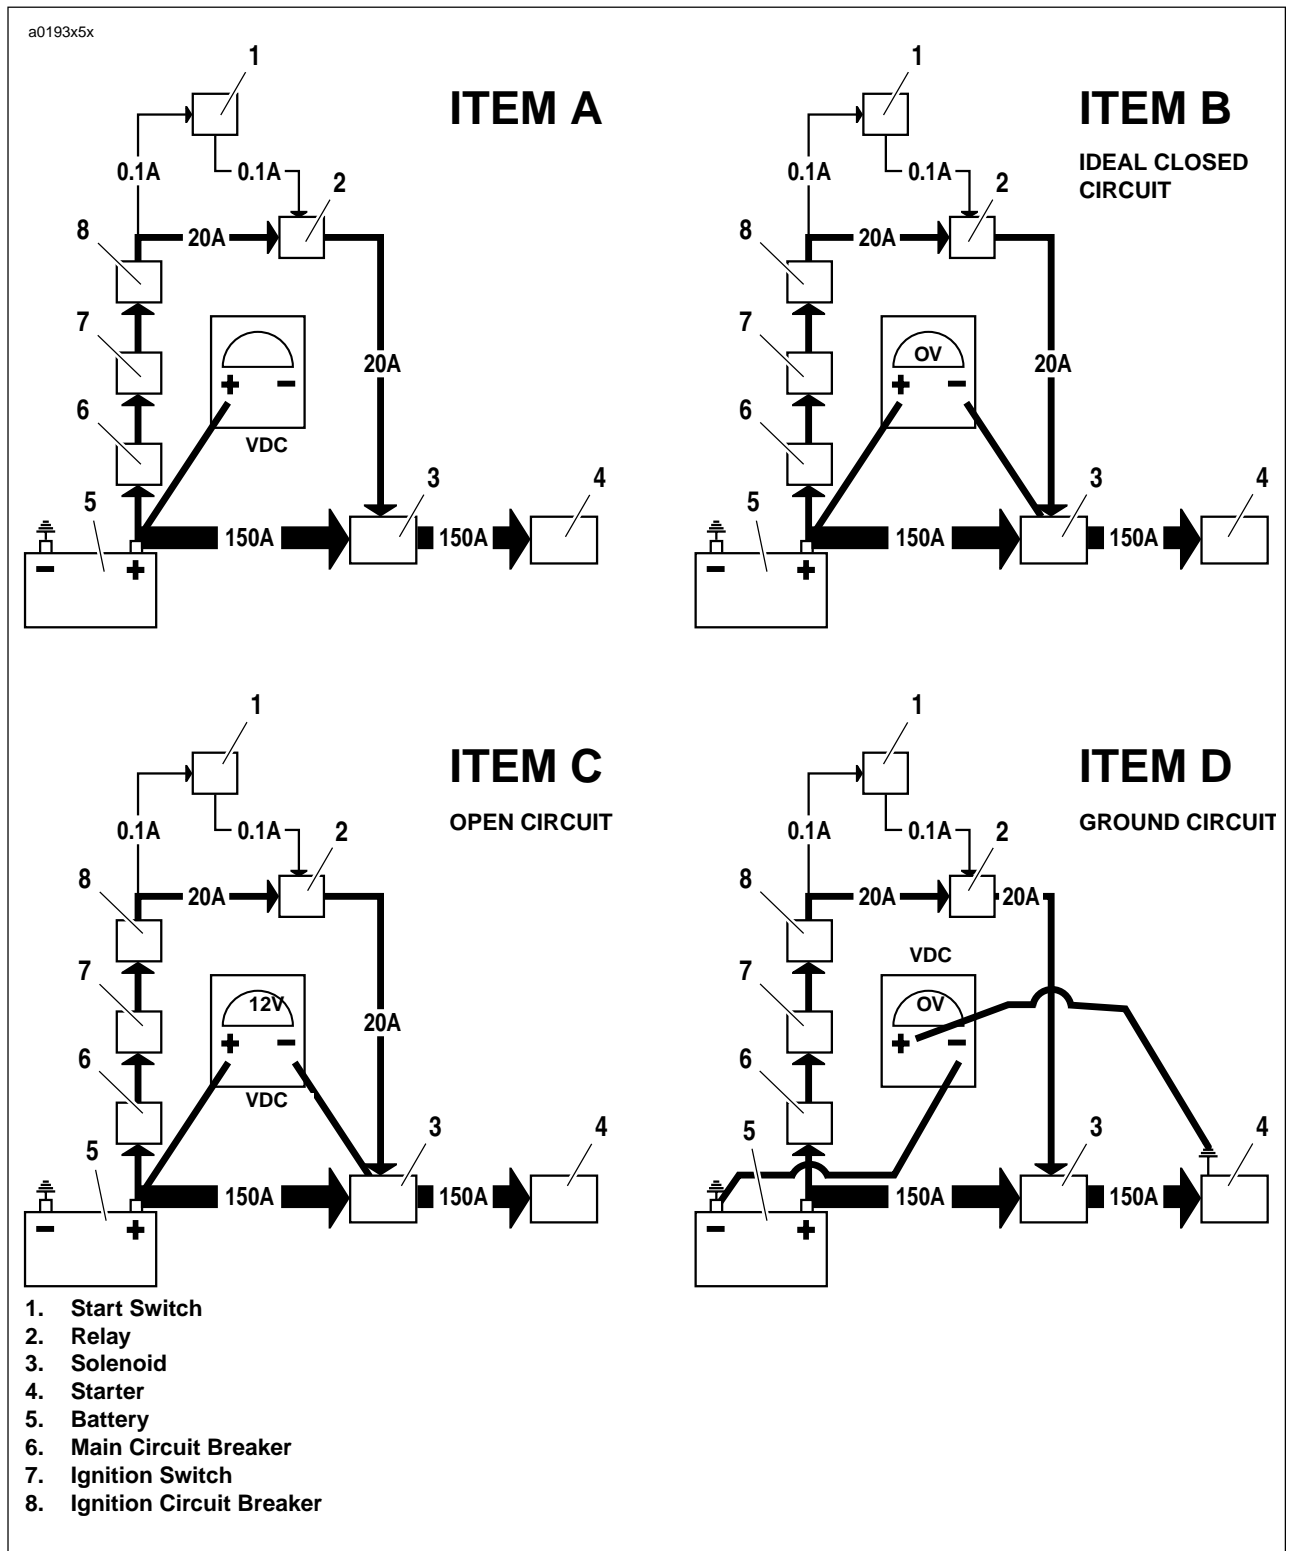 a0193x5x
1
ITEM A
0.1A
0.1A
2
8
20A
7
20A
+ -
6
VDC
5
3
4
150A
150A
- +
1
ITEM B
IDEAL CLOSED
CIRCUIT
0.1A
0.1A
2
8
20A
7
OV
20A
+ -
6
5
3
4
150A
150A
- +
1
ITEM C
OPEN CIRCUIT
0.1A
0.1A
2
8
20A
7
12V
20A
+ -
6
VDC
5
3
4
150A
150A
- +
1
ITEM D
GROUND CIRCUIT
0.1A
0.1A
2
8
20A
20A
VDC
7
OV
+ -
6
5
3
4
150A
150A
- +
1. Start Switch
2. Relay
3. Solenoid
4. Starter
5. Battery
6. Main Circuit Breaker
7. Ignition Switch
8. Ignition Circuit Breaker